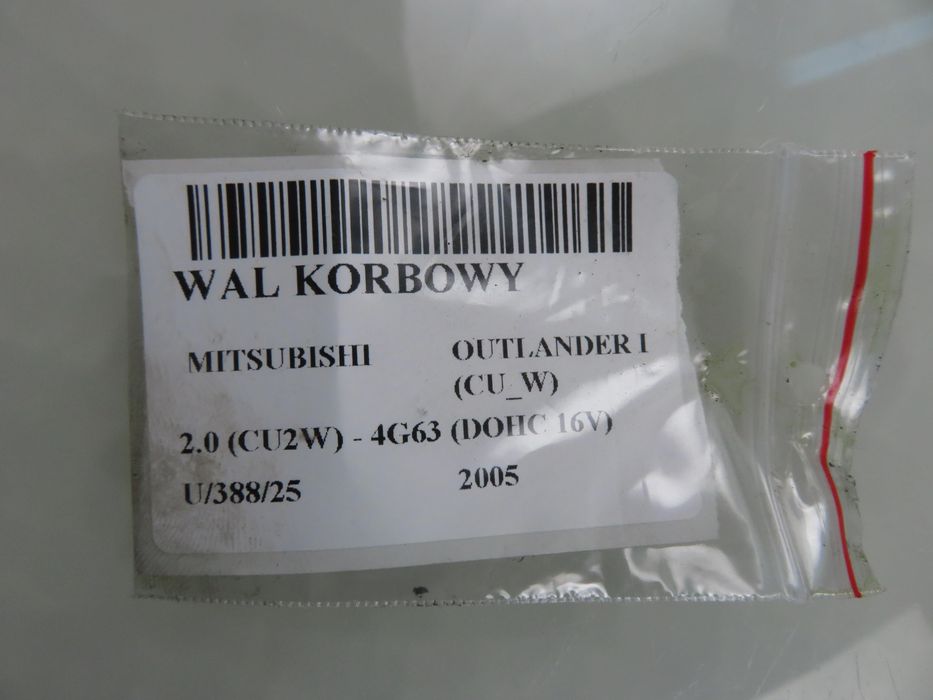 WAL KORBOWY
MITSUBISHI OUTLANDER I
(CU_W)
2.0 (CU2W) - 4G63 (DOHC 16V)
U/388/25 2005